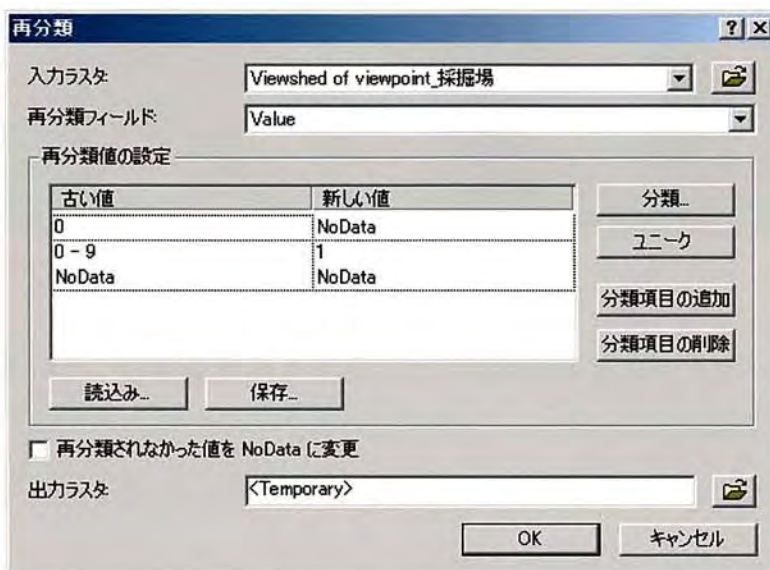 再分類
入力ラスタ: Viewshed of viewpoint_採掘場
再分類フィールド: Value
再分類値の設定
古い値 新しい値
0 NoData
0 - 9 1
NoData NoData
分類...
ユニーク
分類項目の追加
分類項目の削除
読込み... 保存...
再分類されなかった値を NoData に変更
出力ラスタ: <Temporary>
OK キャンセル